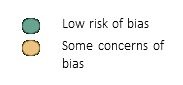 Low risk of bias
Some concerns of
bias